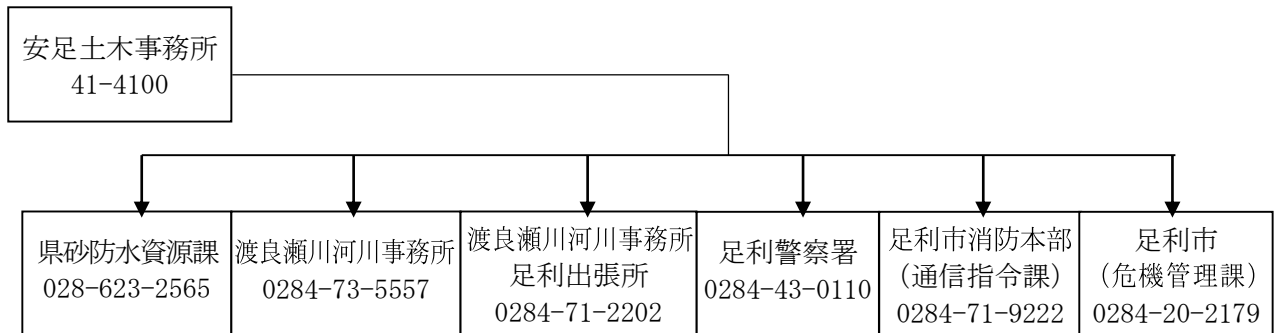 安足土木事務所
41-4100
県砂防水資源課
028-623-2565
渡良瀬川河川事務所
0284-73-5557
渡良瀬川河川事務所
足利出張所
0284-71-2202
足利警察署
0284-43-0110
足利市消防本部
（通信指令課）
0284-71-9222
足利市
（危機管理課）
0284-20-2179